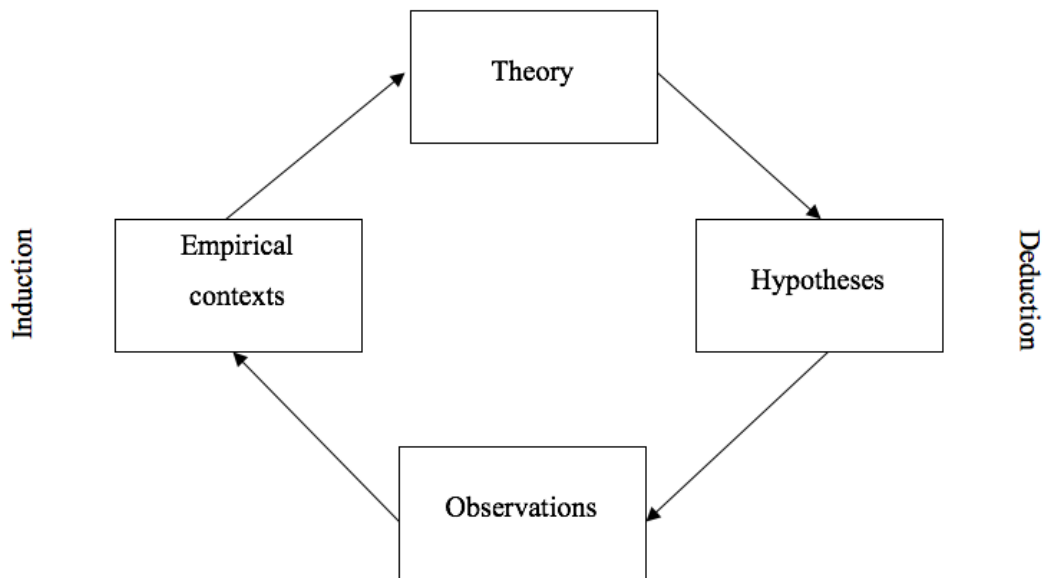 Theory
Empirical
contexts
Hypotheses
Induction
Deduction
Observations